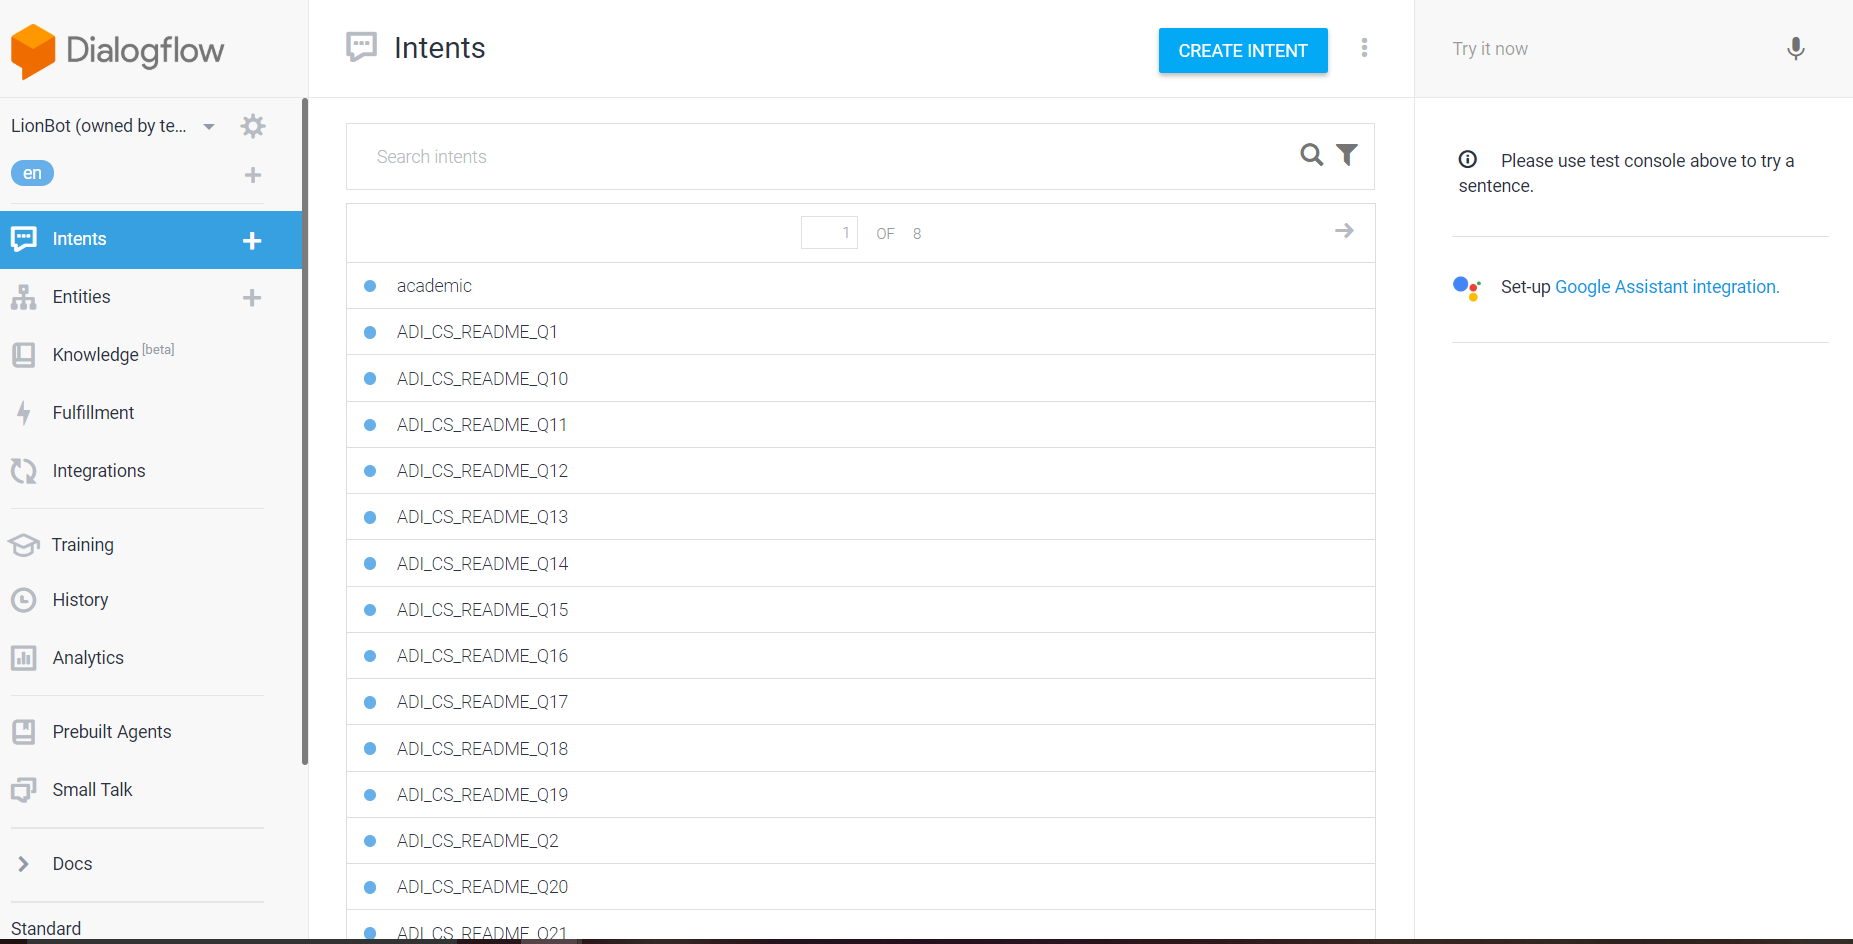 Dialogflow
LionBot (owned by te...
en
Intents
Entities
Knowledge [beta]
Fulfillment
Integrations
Training
History
Analytics
Prebuilt Agents
Small Talk
Docs
Standard
Intents
CREATE INTENT
Search intents
1 OF 8
academic
ADI_CS_README_Q1
ADI_CS_README_Q10
ADI_CS_README_Q11
ADI_CS_README_Q12
ADI_CS_README_Q13
ADI_CS_README_Q14
ADI_CS_README_Q15
ADI_CS_README_Q16
ADI_CS_README_Q17
ADI_CS_README_Q18
ADI_CS_README_Q19
ADI_CS_README_Q2
ADI_CS_README_Q20
ADI_CS_README_Q21
Try it now
Please use test console above to try a
sentence.
Set-up Google Assistant integration.